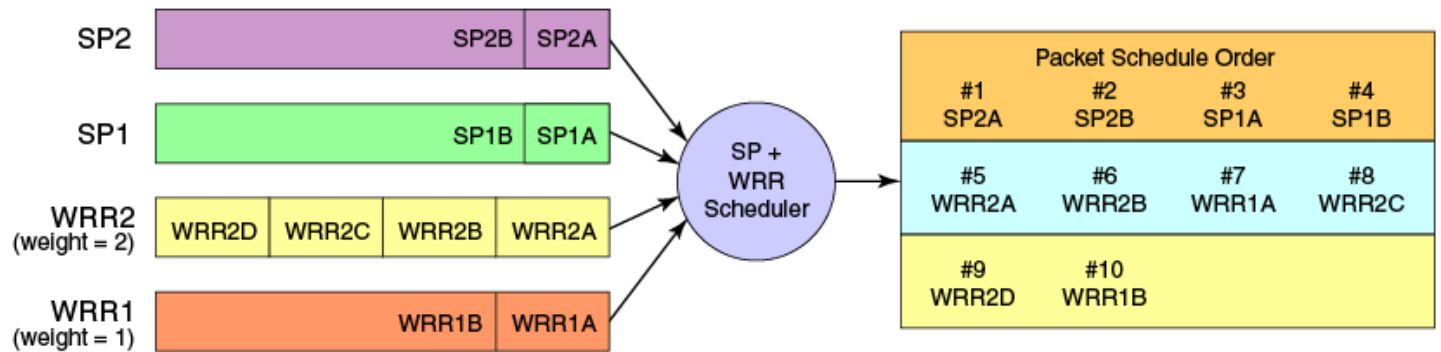 SP2
SP2B SP2A
SP1
SP1B SP1A
WRR2
(weight = 2)
WRR2D WRR2C WRR2B WRR2A
WRR1
(weight = 1)
WRR1B WRR1A
SP +
WRR
Scheduler
Packet Schedule Order
#1 #2 #3 #4
SP2A SP2B SP1A SP1B
#5 #6 #7 #8
WRR2A WRR2B WRR1A WRR2C
#9 #10
WRR2D WRR1B